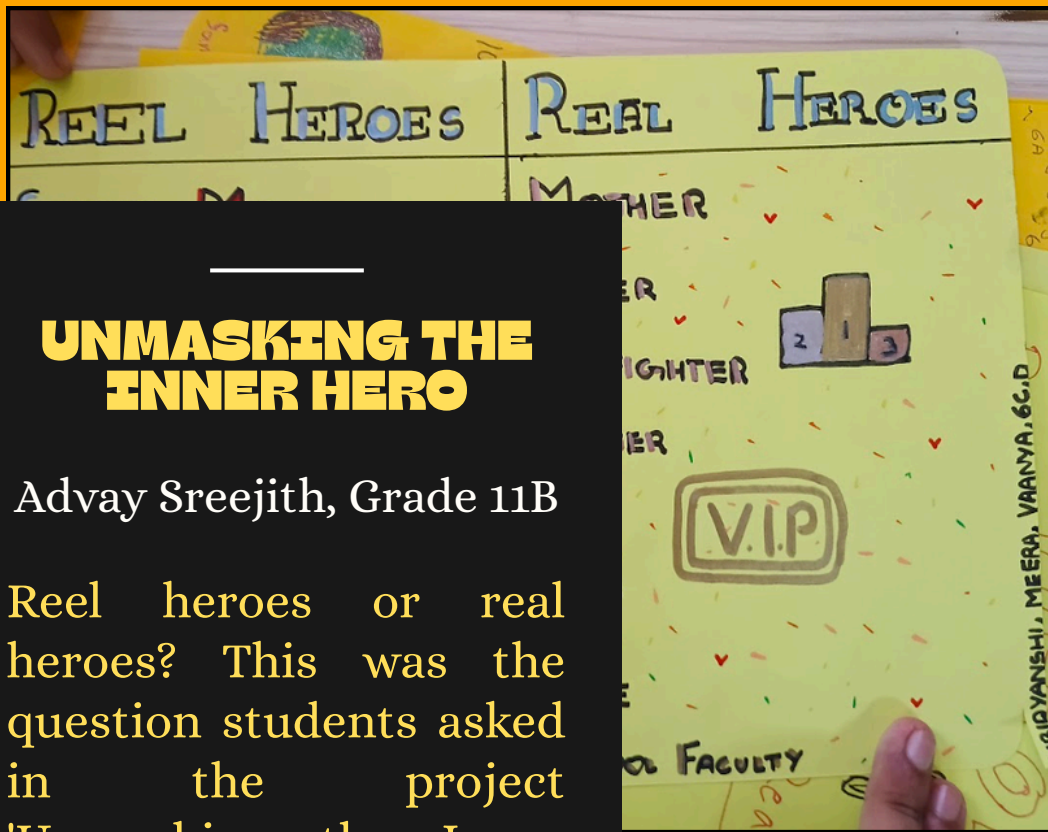 REEL HEROES
REAL HEROES
MOTHER
ER
IGHTER
ER
2 1 3
V.I.P
FACULTY
MEERA, VAANYA, 6C,D
UNMASKING THE
INNER HERO
Advay Sreejith, Grade 11B
Reel heroes or real
heroes? This was the
question students asked
in the project